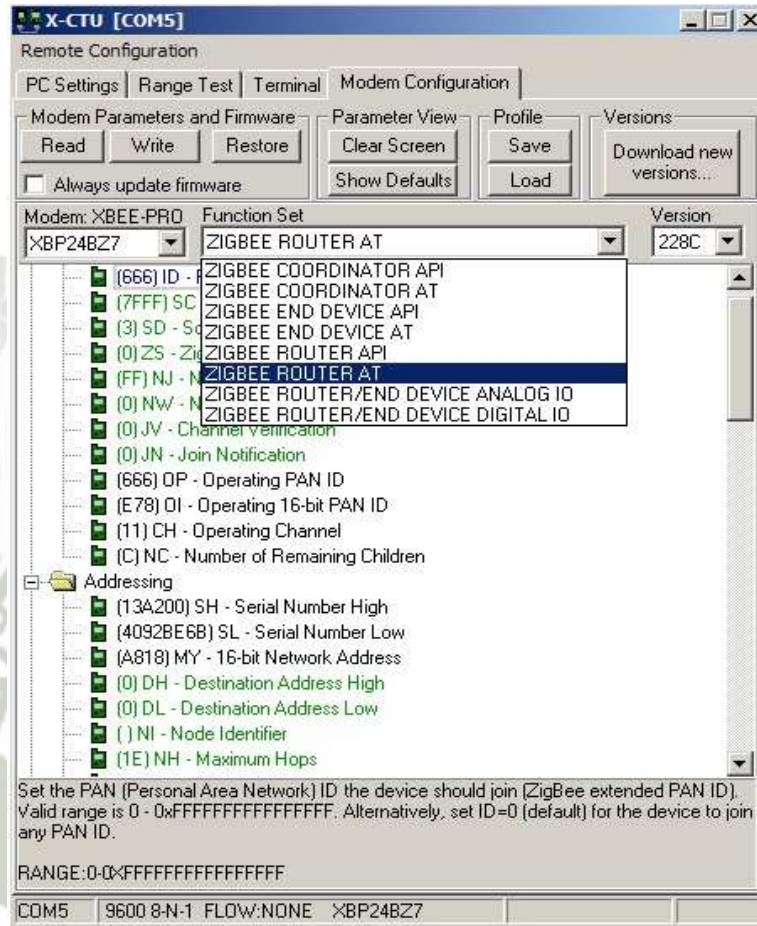 X-CTU [COM5]
Remote Configuration
PC Settings Range Test Terminal Modem Configuration
Modem Parameters and Firmware Parameter View Profile Versions
Read Write Restore Clear Screen Save Download new versions...
Always update firmware Show Defaults Load
Modem: XBEE-PRO Function Set Version
XBP24BZ7 ZIGBEE ROUTER AT 228C
(666) ID -
ZIGBEE COORDINATOR API
(7FFF) SC
ZIGBEE COORDINATOR AT
ZIGBEE END DEVICE API
(3) SD - Sc
ZIGBEE END DEVICE AT
(0) ZS - Zig
ZIGBEE ROUTER API
(FF) NJ - N
ZIGBEE ROUTER AT
(0) NW - N
ZIGBEE ROUTER/END DEVICE ANALOG IO
ZIGBEE ROUTER/END DEVICE DIGITAL IO
(0) JV - Channel Verification
(0) JN - Join Notification
(666) OP - Operating PAN ID
(E78) OI - Operating 16-bit PAN ID
(11) CH - Operating Channel
(C) NC - Number of Remaining Children
Addressing
(13A200) SH - Serial Number High
(4092BE6B) SL - Serial Number Low
(A818) MY - 16-bit Network Address
(0) DH - Destination Address High
(0) DL - Destination Address Low
( ) NI - Node Identifier
(1E) NH - Maximum Hops
Set the PAN (Personal Area Network) ID the device should join (ZigBee extended PAN ID).
Valid range is 0 - 0xFFFFFFFFFFFFFFFF. Alternatively, set ID=0 (default) for the device to join
any PAN ID.
RANGE:0-0XFFFFFFFFFFFFFFFF
COM5 9600 8-N-1 FLOW:NONE XBP24BZ7